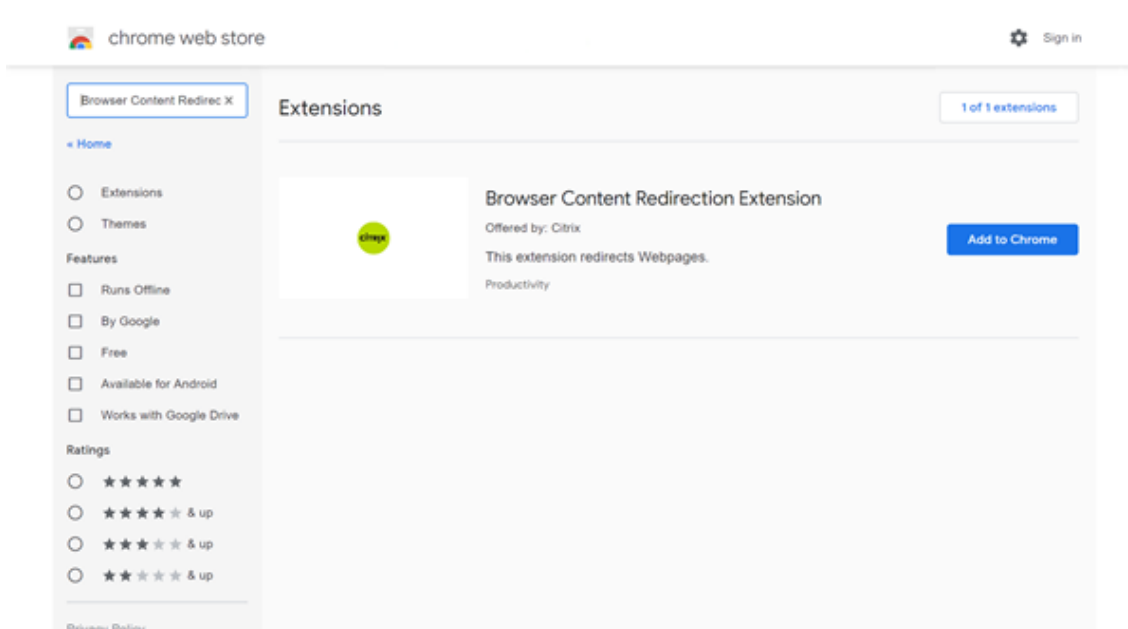 chrome web store
Sign in
Browser Content Redirec
« Home
Extensions
Themes
Features
Runs Offline
By Google
Free
Available for Android
Works with Google Drive
Ratings
& up
& up
& up
Privacy Policy
Extensions
1 of 1 extensions
citrix
Browser Content Redirection Extension
Offered by: Citrix
This extension redirects Webpages.
Productivity
Add to Chrome